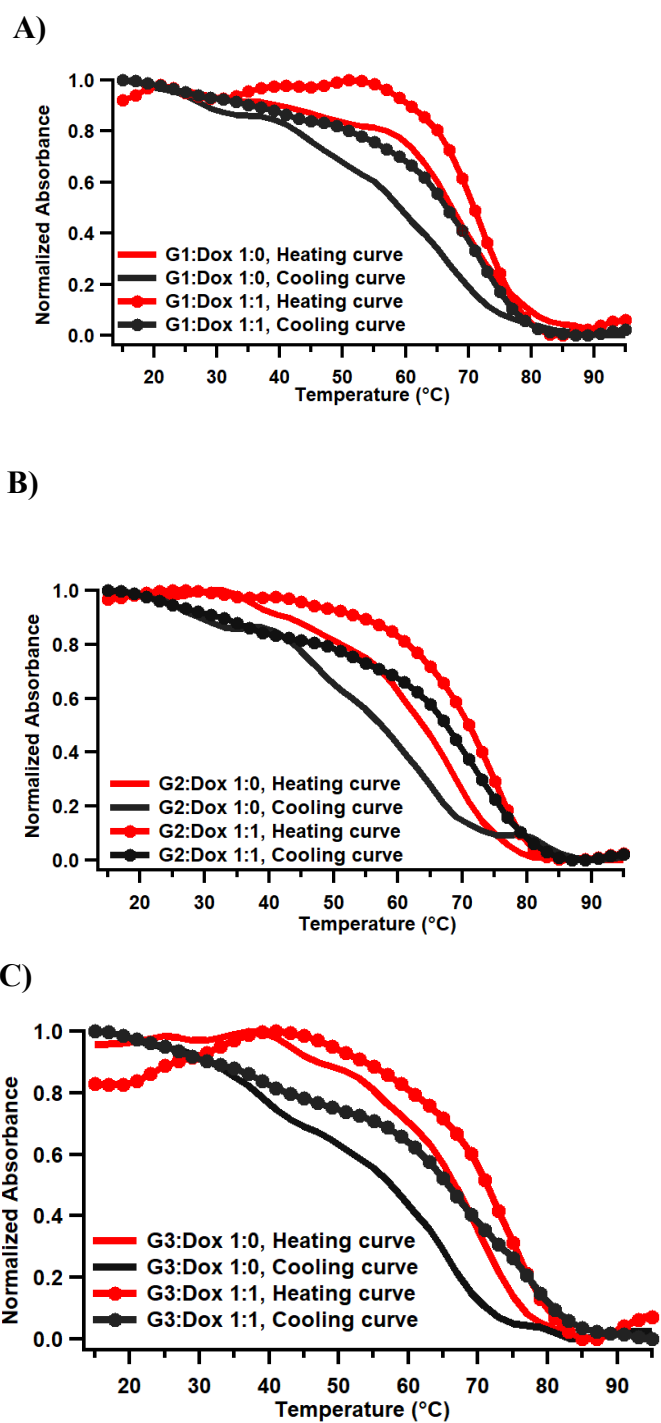 A)
1.0
0.8
0.6
0.4
0.2
0.0
Normalized Absorbance
G1:Dox 1:0, Heating curve
G1:Dox 1:0, Cooling curve
G1:Dox 1:1, Heating curve
G1:Dox 1:1, Cooling curve
20 30 40 50 60 70 80 90
Temperature (°C)
B)
1.0
0.8
0.6
0.4
0.2
0.0
Normalized Absorbance
G2:Dox 1:0, Heating curve
G2:Dox 1:0, Cooling curve
G2:Dox 1:1, Heating curve
G2:Dox 1:1, Cooling curve
20 30 40 50 60 70 80 90
Temperature (°C)
C)
1.0
0.8
0.6
0.4
0.2
0.0
Normalized Absorbance
G3:Dox 1:0, Heating curve
G3:Dox 1:0, Cooling curve
G3:Dox 1:1, Heating curve
G3:Dox 1:1, Cooling curve
20 30 40 50 60 70 80 90
Temperature (°C)